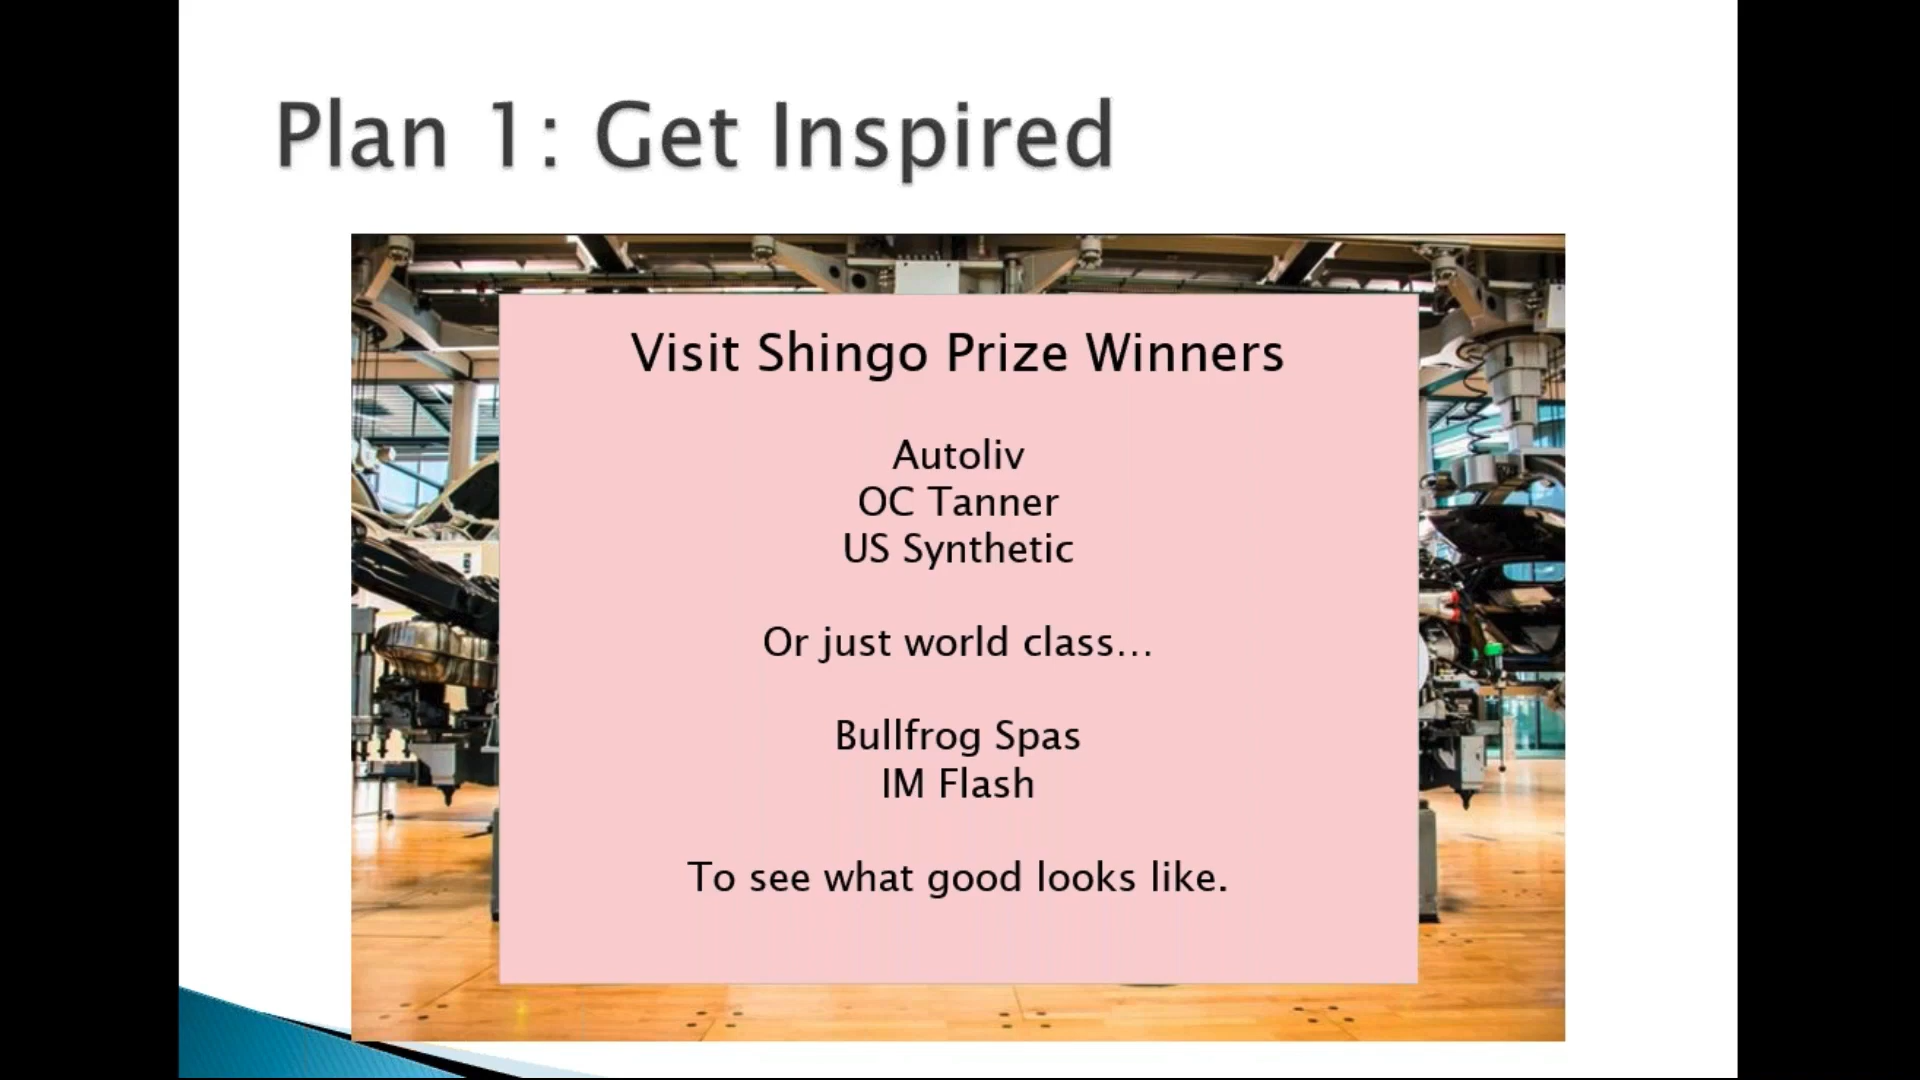 Plan 1: Get Inspired
Visit Shingo Prize Winners
Autoliv
OC Tanner
US Synthetic
Or just world class…
Bullfrog Spas
IM Flash
To see what good looks like.